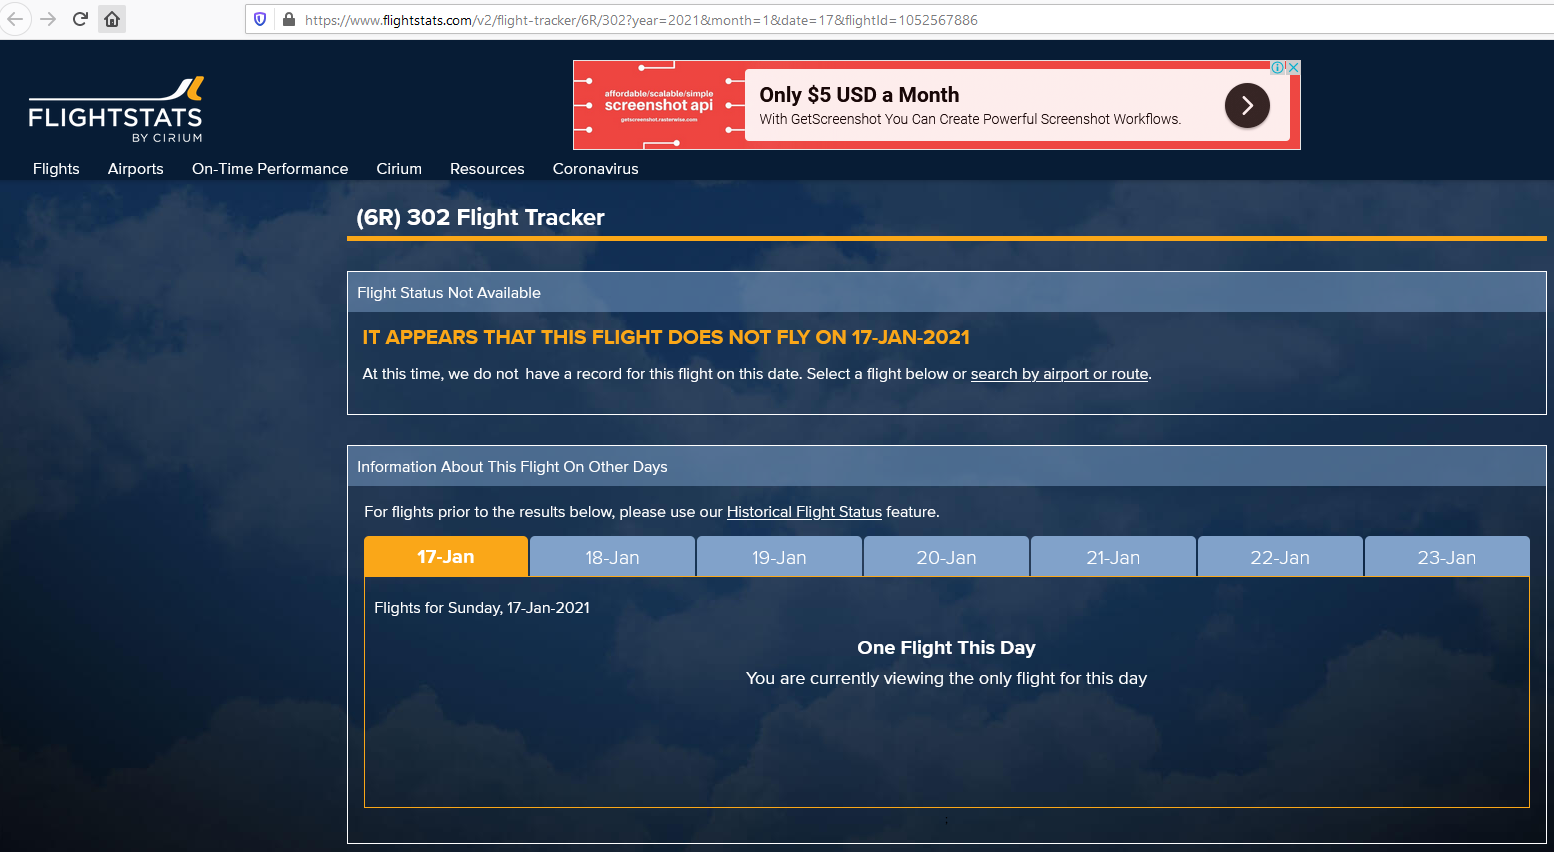 https://www.flightstats.com/v2/flight-tracker/6R/302?year=2021&month=1&date=17&flightId=1052567886
FLIGHTSTATS
BY CIRIUM
affordable/scalable/simple
screenshot api
getscreenshot.rasterwise.com
Only $5 USD a Month
With GetScreenshot You Can Create Powerful Screenshot Workflows.
Flights Airports On-Time Performance Cirium Resources Coronavirus
(6R) 302 Flight Tracker
Flight Status Not Available
IT APPEARS THAT THIS FLIGHT DOES NOT FLY ON 17-JAN-2021
At this time, we do not have a record for this flight on this date. Select a flight below or search by airport or route.
Information About This Flight On Other Days
For flights prior to the results below, please use our Historical Flight Status feature.
17-Jan 18-Jan 19-Jan 20-Jan 21-Jan 22-Jan 23-Jan
Flights for Sunday, 17-Jan-2021
One Flight This Day
You are currently viewing the only flight for this day